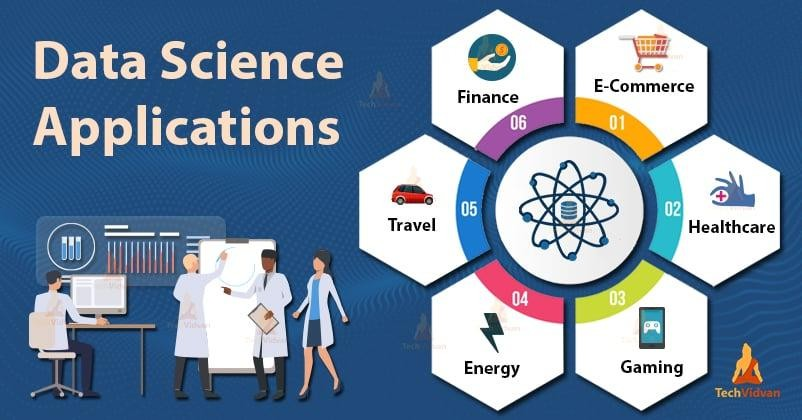 Data Science
Applications
E-Commerce
01
Healthcare
02
Gaming
03
Energy
04
Travel
05
Finance
06
TechVidvan